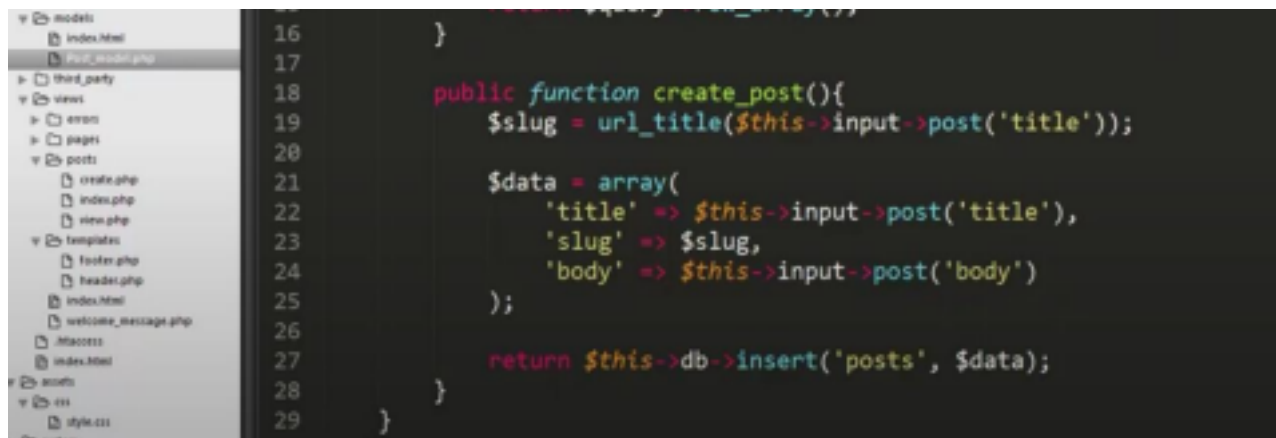 models
index.html
Post_model.php
third_party
views
errors
pages
posts
create.php
index.php
view.php
templates
footer.php
header.php
index.html
welcome_message.php
.htaccess
index.html
assets
css
style.css
16 }
17
18 public function create_post(){
19 $slug = url_title($this->input->post('title'));
20
21 $data = array(
22 'title' => $this->input->post('title'),
23 'slug' => $slug,
24 'body' => $this->input->post('body')
25 );
26
27 return $this->db->insert('posts', $data);
28 }
29 }